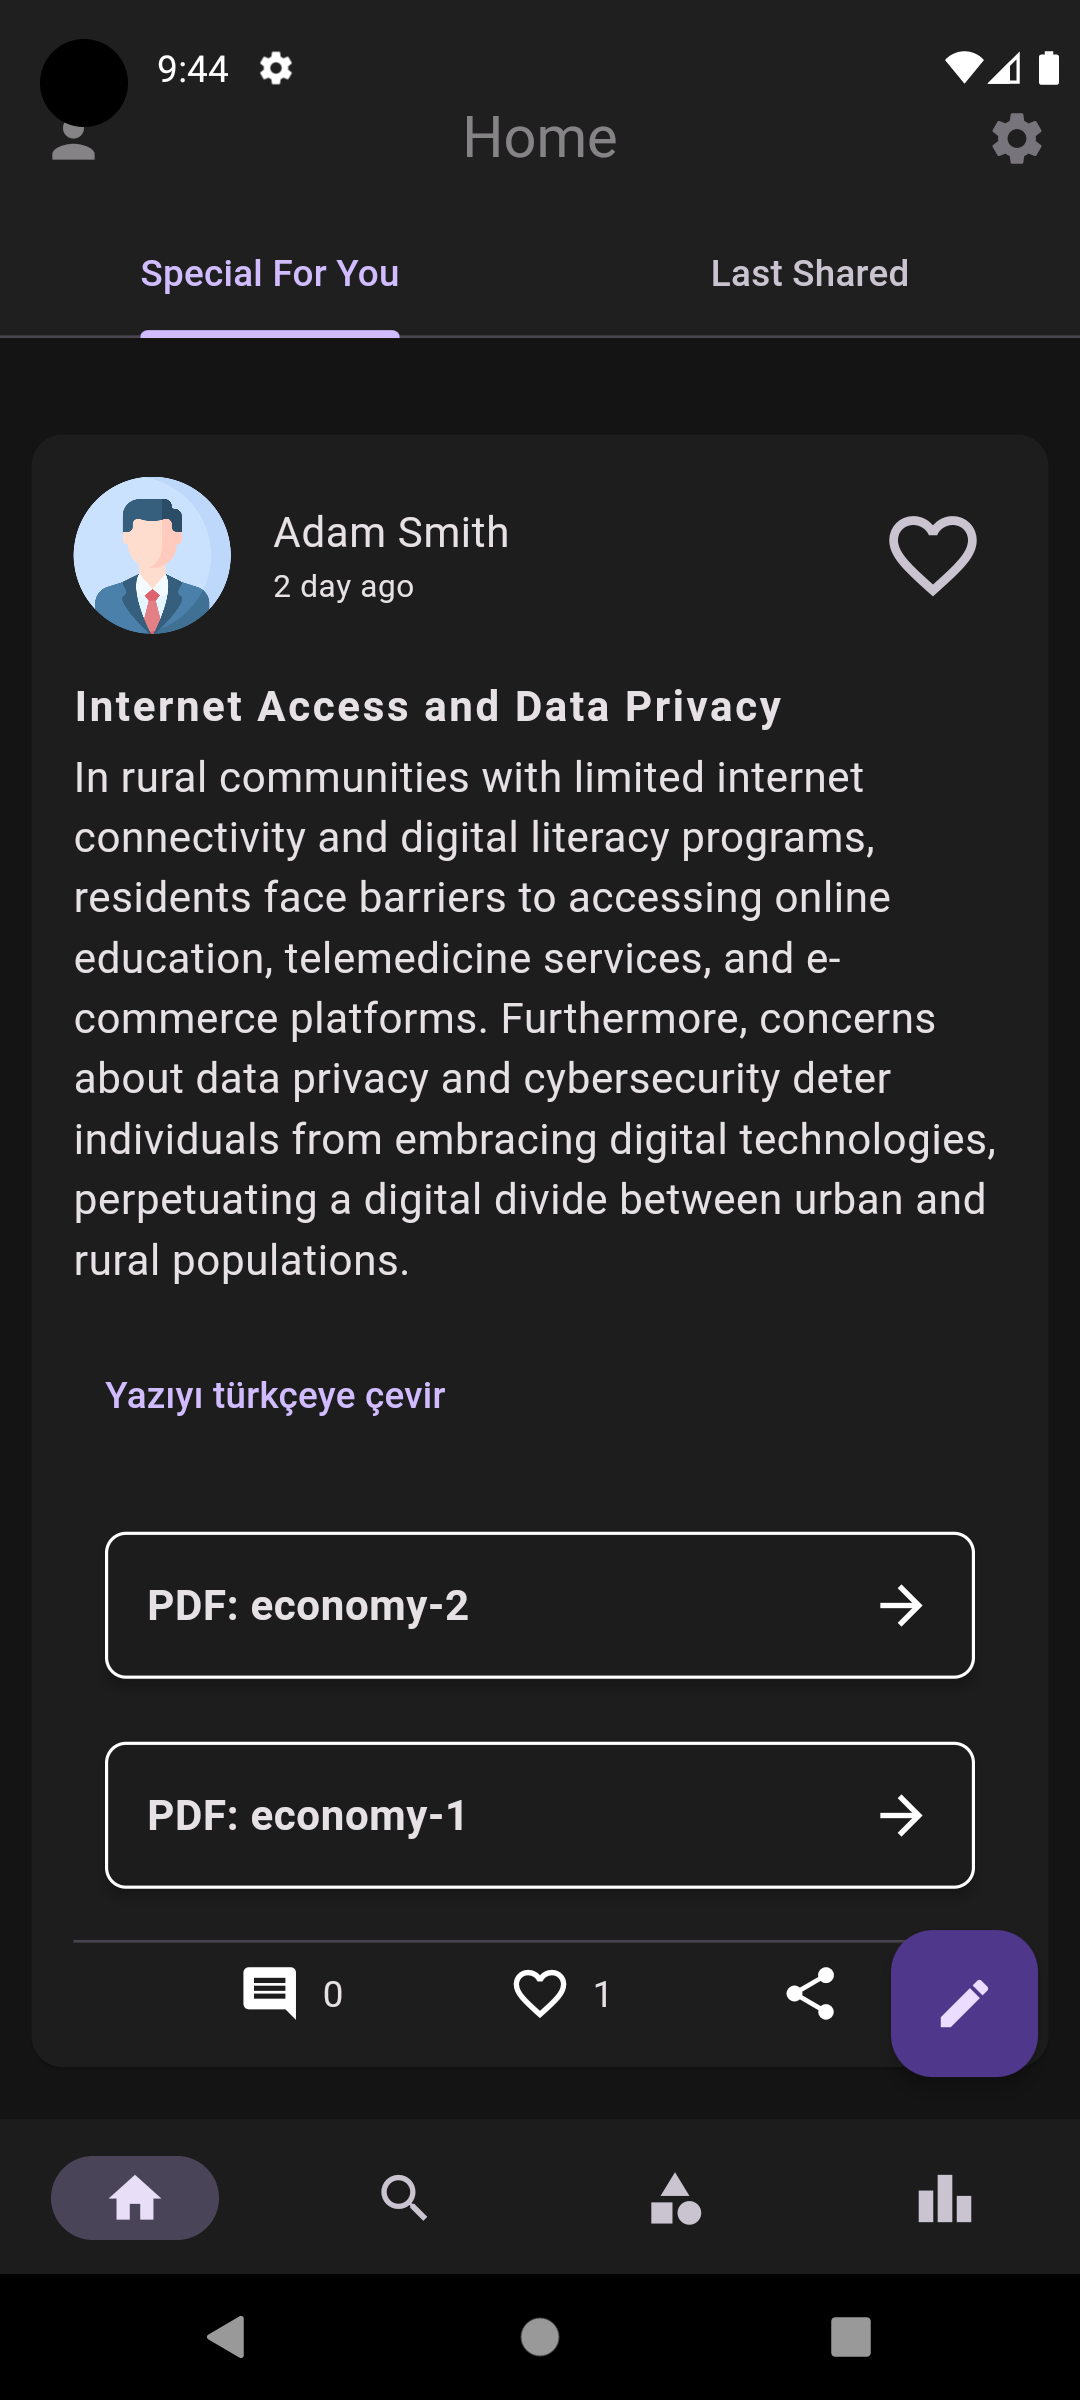 9:44
Home
Special For You
Last Shared
Adam Smith
2 day ago
Internet Access and Data Privacy
In rural communities with limited internet
connectivity and digital literacy programs,
residents face barriers to accessing online
education, telemedicine services, and e-
commerce platforms. Furthermore, concerns
about data privacy and cybersecurity deter
individuals from embracing digital technologies,
perpetuating a digital divide between urban and
rural populations.
Yazıyı türkçeye çevir
PDF: economy-2
PDF: economy-1
0
1